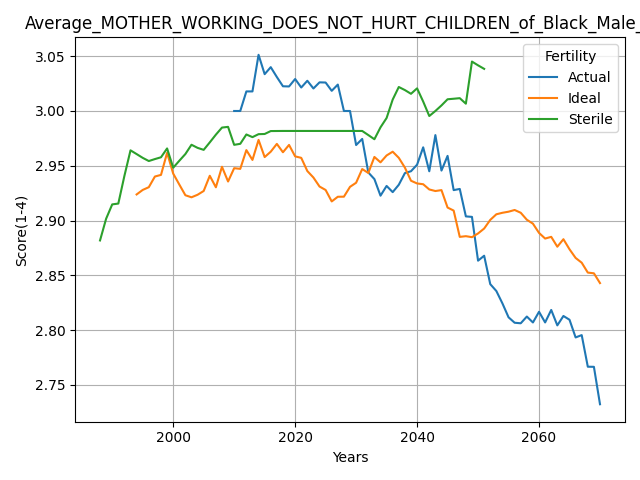 Average_MOTHER_WORKING_DOES_NOT_HURT_CHILDREN_of_Black_Male_
Fertility
Actual
Ideal
Sterile
Score(1-4)
3.05
3.00
2.95
2.90
2.85
2.80
2.75
2000 2020 2040 2060
Years